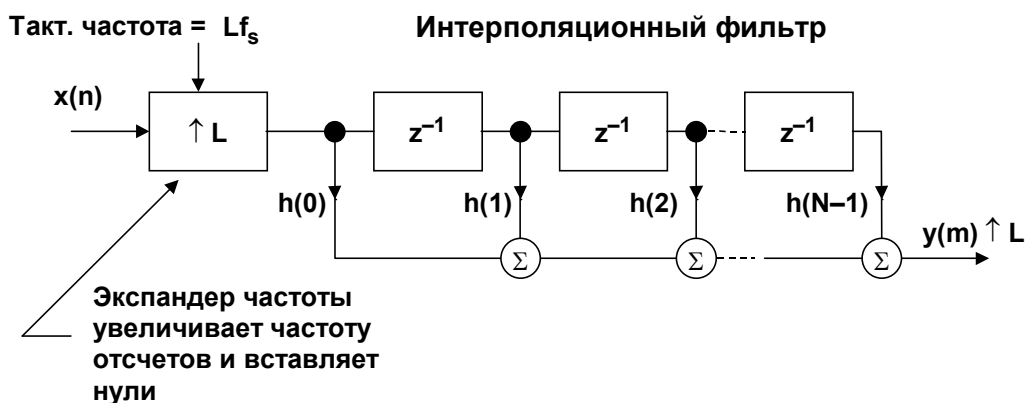 Такт. частота = Lfs
Интерполяционный фильтр
x(n)
↑ L
z–1
z–1
z–1
h(0)
h(1)
h(2)
h(N–1)
y(m) ↑ L
Σ
Σ
Σ
Экспандер частоты
увеличивает частоту
отсчетов и вставляет
нули